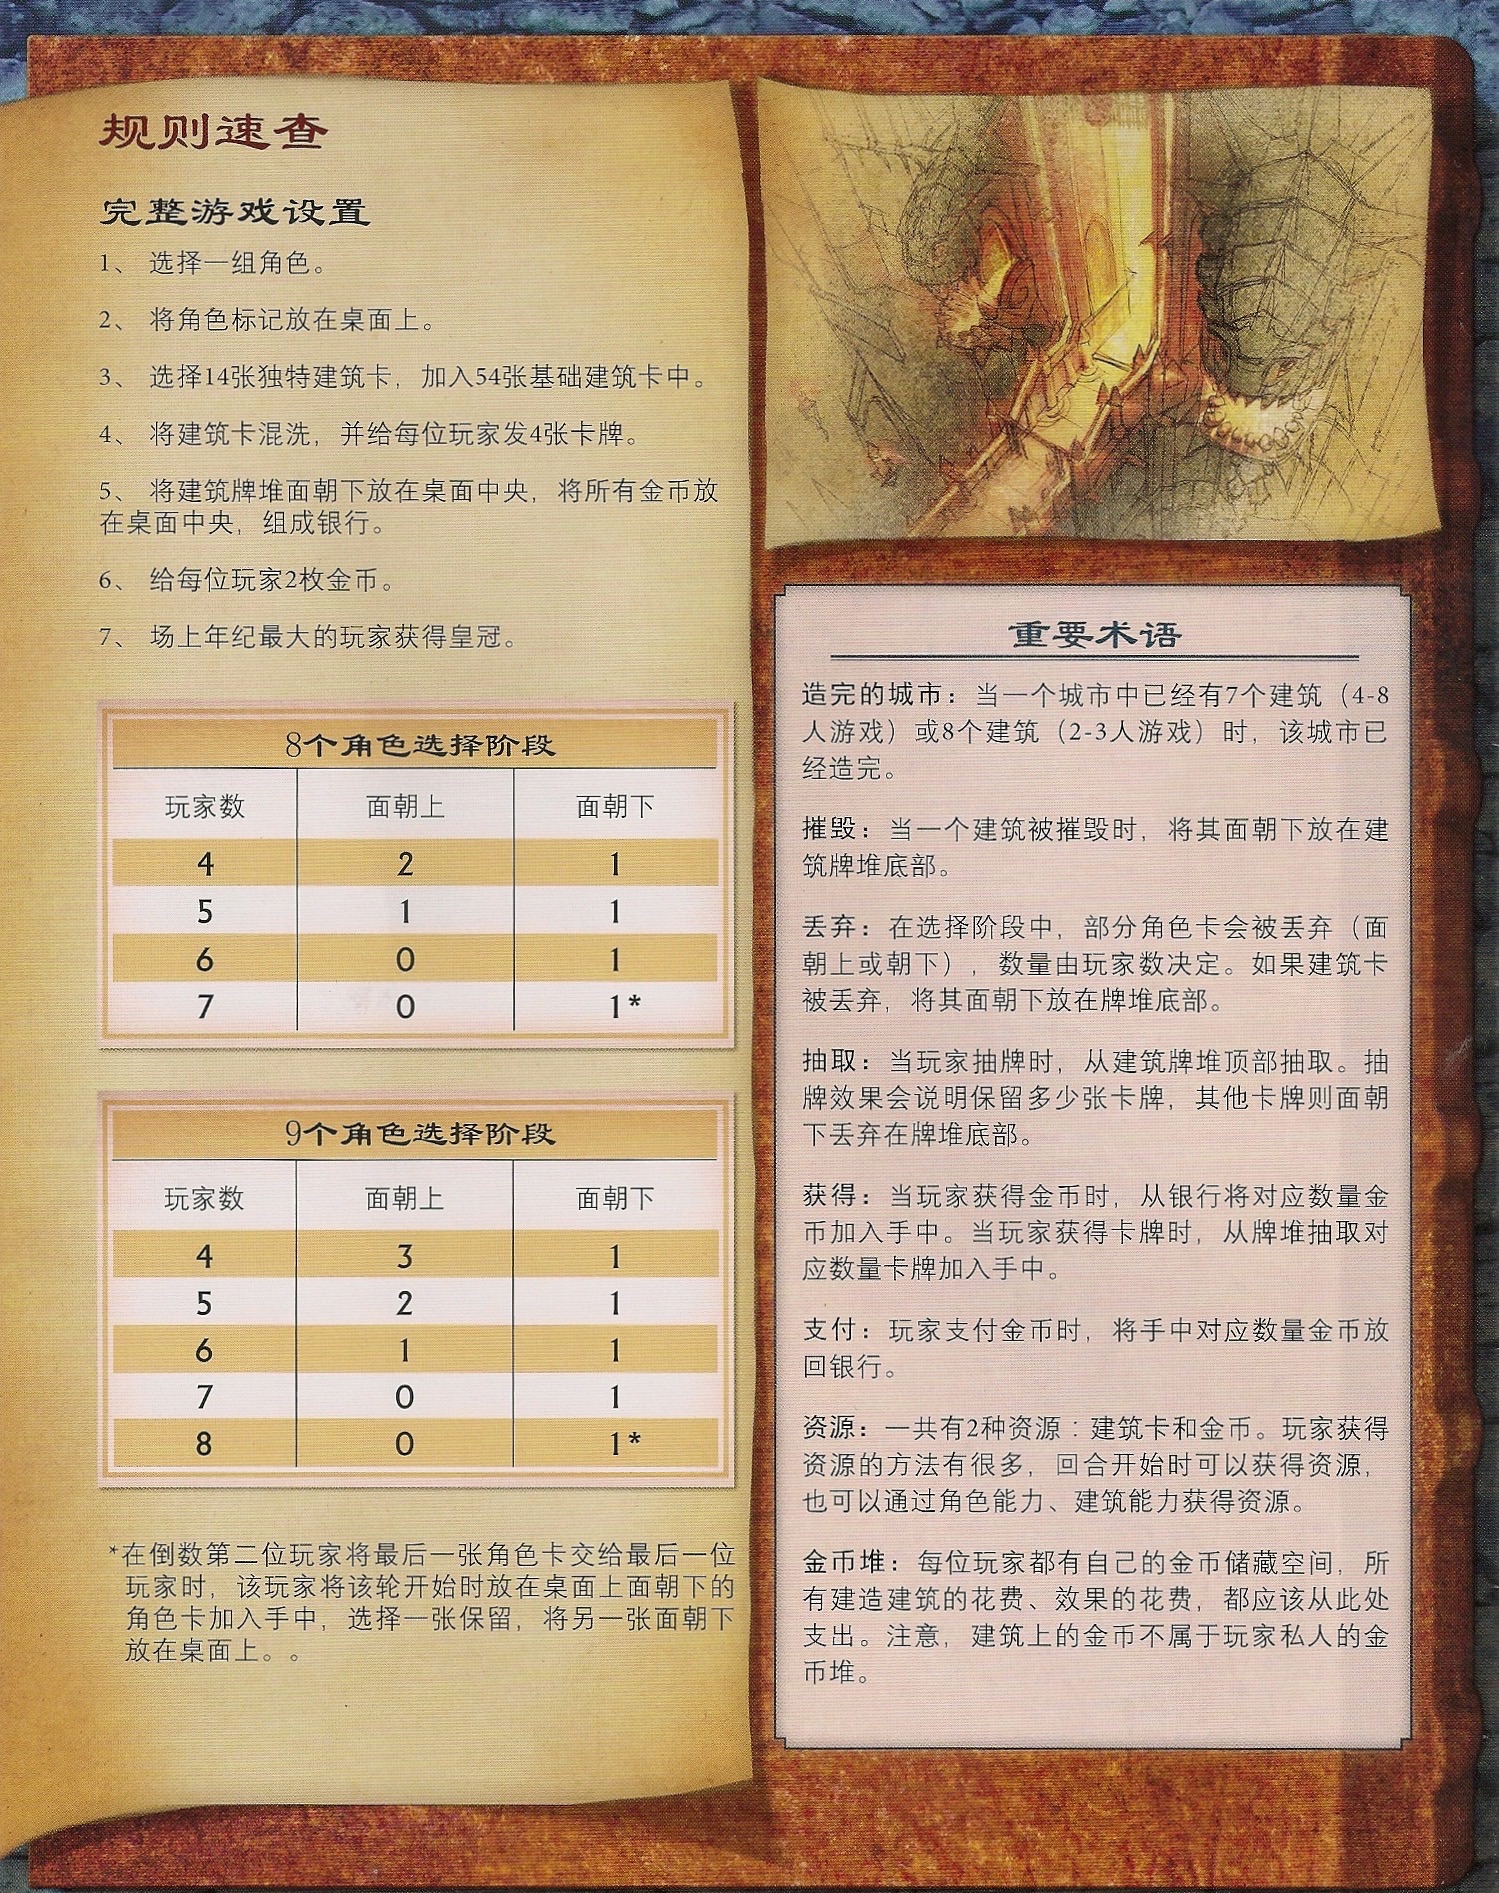 规则速查
完整游戏设置
1、 选择一组角色。
2、 将角色标记放在桌面上。
3、 选择14张独特建筑卡，加入54张基础建筑卡中。
4、 将建筑卡混洗，并给每位玩家发4张卡牌。
5、 将建筑牌堆面朝下放在桌面中央，将所有金币放
在桌面中央，组成银行。
6、 给每位玩家2枚金币。
7、 场上年纪最大的玩家获得皇冠。
8个角色选择阶段
玩家数 面朝上 面朝下
4 2 1
5 1 1
6 0 1
7 0 1*
9个角色选择阶段
玩家数 面朝上 面朝下
4 3 1
5 2 1
6 1 1
7 0 1
8 0 1*
*在倒数第二位玩家将最后一张角色卡交给最后一位
玩家时，该玩家将该轮开始时放在桌面上面朝下的
角色卡加入手中，选择一张保留，将另一张面朝下
放在桌面上。。
重要术语
造完的城市：当一个城市中已经有7个建筑（4-8
人游戏）或8个建筑（2-3人游戏）时，该城市已
经造完。
摧毁：当一个建筑被摧毁时，将其面朝下放在建
筑牌堆底部。
丢弃：在选择阶段中，部分角色卡会被丢弃（面
朝上或朝下），数量由玩家数决定。如果建筑卡
被丢弃，将其面朝下放在牌堆底部。
抽取：当玩家抽牌时，从建筑牌堆顶部抽取。抽
牌效果会说明保留多少张卡牌，其他卡牌则面朝
下丢弃在牌堆底部。
获得：当玩家获得金币时，从银行将对应数量金
币加入手中。当玩家获得卡牌时，从牌堆抽取对
应数量卡牌加入手中。
支付：玩家支付金币时，将手中对应数量金币放
回银行。
资源：一共有2种资源：建筑卡和金币。玩家获得
资源的方法有很多，回合开始时可以获得资源，
也可以通过角色能力、建筑能力获得资源。
金币堆：每位玩家都有自己的金币储藏空间，所
有建造建筑的花费、效果的花费，都应该从此处
支出。注意，建筑上的金币不属于玩家私人的金
币堆。